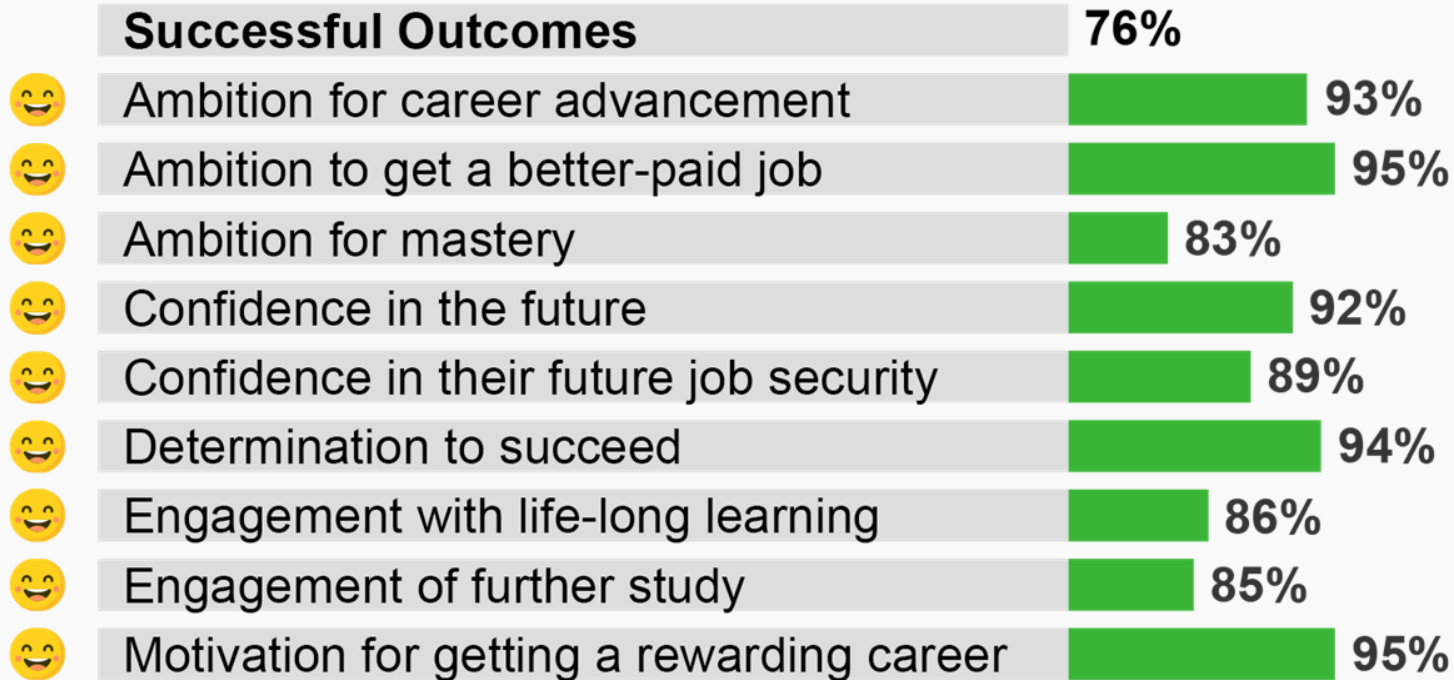 Successful Outcomes 76%
Ambition for career advancement 93%
Ambition to get a better-paid job 95%
Ambition for mastery 83%
Confidence in the future 92%
Confidence in their future job security 89%
Determination to succeed 94%
Engagement with life-long learning 86%
Engagement of further study 85%
Motivation for getting a rewarding career 95%